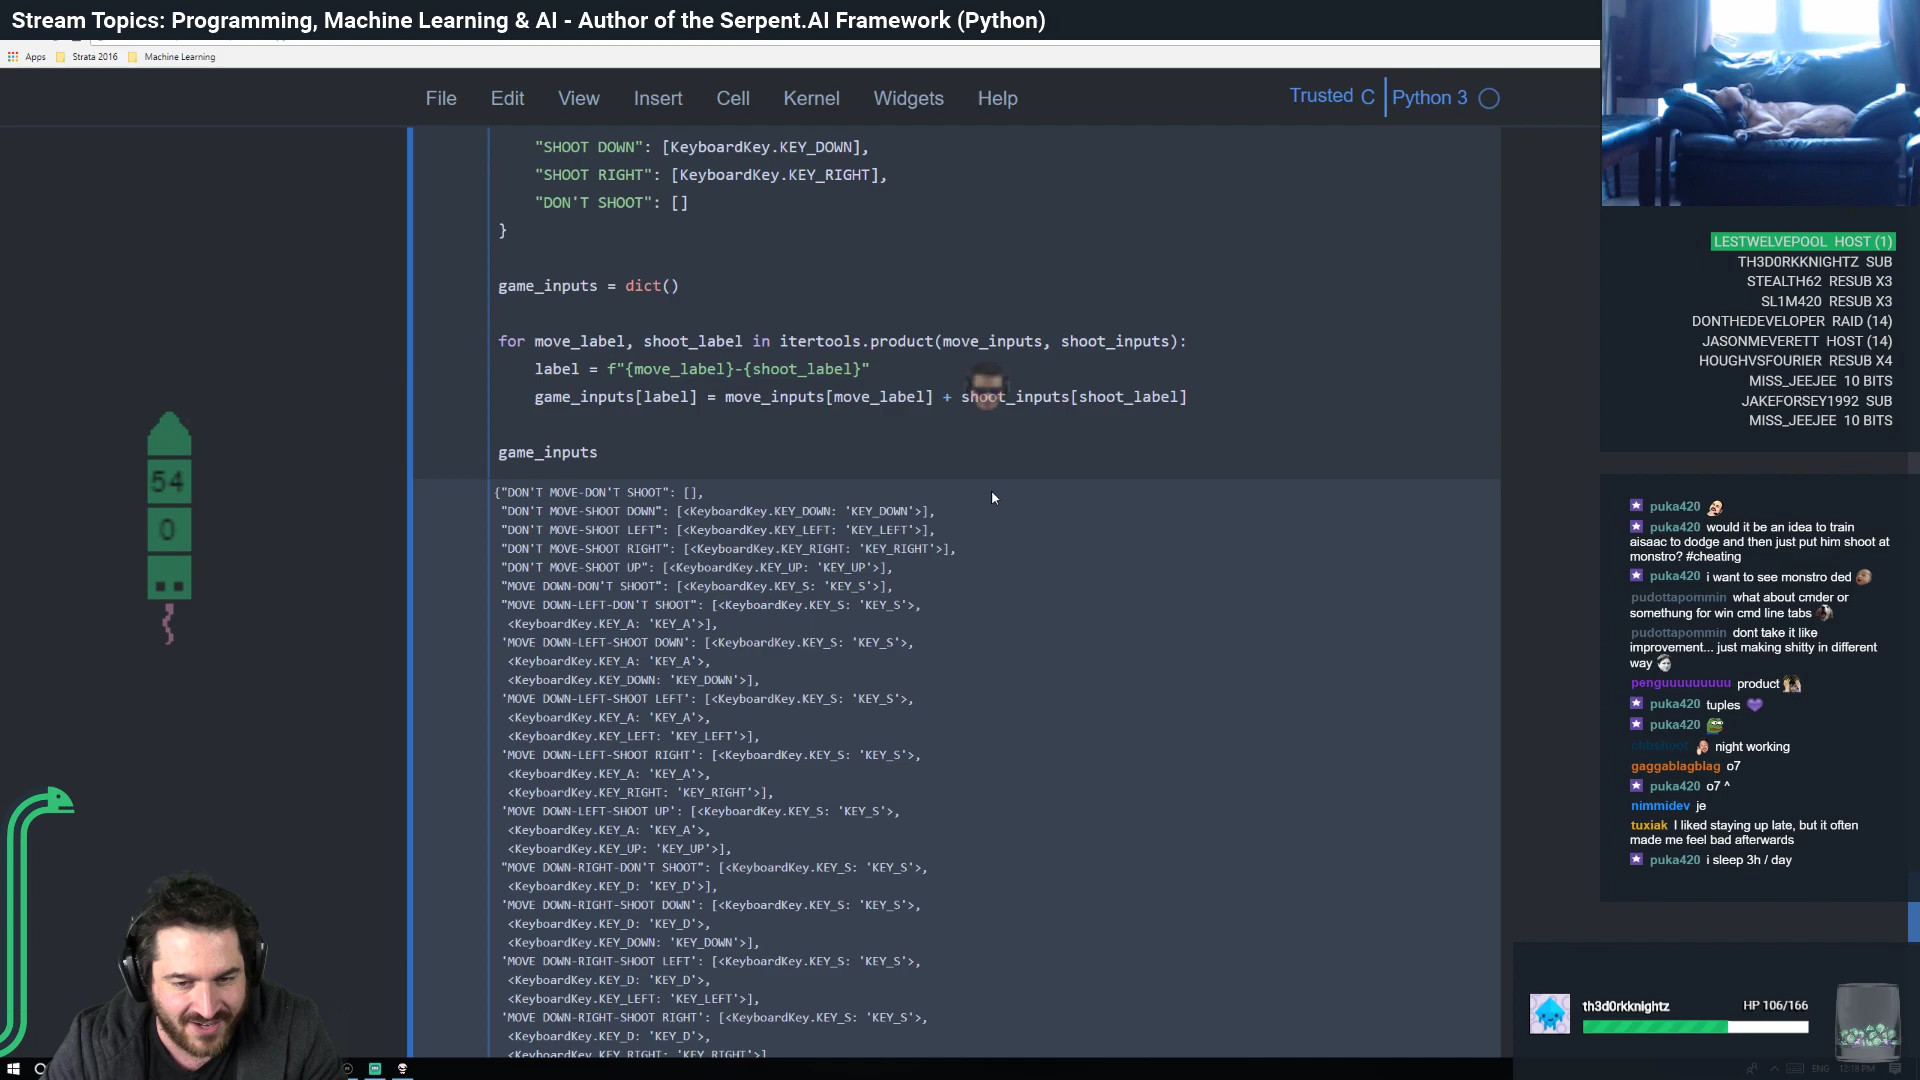 Stream Topics: Programming, Machine Learning & AI - Author of the Serpent.AI Framework (Python)
Apps
Strata 2016
Machine Learning
File
Edit
View
Insert
Cell
Kernel
Widgets
Help
Trusted
Python 3
"SHOOT DOWN": [KeyboardKey.KEY_DOWN],
"SHOOT RIGHT": [KeyboardKey.KEY_RIGHT],
"DON'T SHOOT": []
}
game_inputs = dict()
for move_label, shoot_label in itertools.product(move_inputs, shoot_inputs):
label = f"{move_label}-{shoot_label}"
game_inputs[label] = move_inputs[move_label] + shoot_inputs[shoot_label]
game_inputs
{"DON'T MOVE-DON'T SHOOT": [],
"DON'T MOVE-SHOOT DOWN": [<KeyboardKey.KEY_DOWN: 'KEY_DOWN'>],
"DON'T MOVE-SHOOT LEFT": [<KeyboardKey.KEY_LEFT: 'KEY_LEFT'>],
"DON'T MOVE-SHOOT RIGHT": [<KeyboardKey.KEY_RIGHT: 'KEY_RIGHT'>],
"DON'T MOVE-SHOOT UP": [<KeyboardKey.KEY_UP: 'KEY_UP'>],
"MOVE DOWN-DON'T SHOOT": [<KeyboardKey.KEY_S: 'KEY_S'>],
"MOVE DOWN-LEFT-DON'T SHOOT": [<KeyboardKey.KEY_S: 'KEY_S'>,
<KeyboardKey.KEY_A: 'KEY_A'>],
'MOVE DOWN-LEFT-SHOOT DOWN': [<KeyboardKey.KEY_S: 'KEY_S'>,
<KeyboardKey.KEY_A: 'KEY_A'>,
<KeyboardKey.KEY_DOWN: 'KEY_DOWN'>],
'MOVE DOWN-LEFT-SHOOT LEFT': [<KeyboardKey.KEY_S: 'KEY_S'>,
<KeyboardKey.KEY_A: 'KEY_A'>,
<KeyboardKey.KEY_LEFT: 'KEY_LEFT'>],
'MOVE DOWN-LEFT-SHOOT RIGHT': [<KeyboardKey.KEY_S: 'KEY_S'>,
<KeyboardKey.KEY_A: 'KEY_A'>,
<KeyboardKey.KEY_RIGHT: 'KEY_RIGHT'>],
'MOVE DOWN-LEFT-SHOOT UP': [<KeyboardKey.KEY_S: 'KEY_S'>,
<KeyboardKey.KEY_A: 'KEY_A'>,
<KeyboardKey.KEY_UP: 'KEY_UP'>],
"MOVE DOWN-RIGHT-DON'T SHOOT": [<KeyboardKey.KEY_S: 'KEY_S'>,
<KeyboardKey.KEY_D: 'KEY_D'>],
'MOVE DOWN-RIGHT-SHOOT DOWN': [<KeyboardKey.KEY_S: 'KEY_S'>,
<KeyboardKey.KEY_D: 'KEY_D'>,
<KeyboardKey.KEY_DOWN: 'KEY_DOWN'>],
'MOVE DOWN-RIGHT-SHOOT LEFT': [<KeyboardKey.KEY_S: 'KEY_S'>,
<KeyboardKey.KEY_D: 'KEY_D'>,
<KeyboardKey.KEY_LEFT: 'KEY_LEFT'>],
'MOVE DOWN-RIGHT-SHOOT RIGHT': [<KeyboardKey.KEY_S: 'KEY_S'>,
<KeyboardKey.KEY_D: 'KEY_D'>,
<KeyboardKey.KEY_RIGHT: 'KEY_RIGHT'>]
54
0
LESTWELVEPOOL HOST (1)
TH3D0RKKNIGHTZ SUB
STEALTH62 RESUB X3
SL1M420 RESUB X3
DONTHEDEVELOPER RAID (14)
JASONMEVERETT HOST (14)
HOUGHVSFOURIER RESUB X4
MISS_JEEJEE 10 BITS
JAKEFORSEY1992 SUB
MISS_JEEJEE 10 BITS
puka420
puka420 would it be an idea to train
aisaac to dodge and then just put him shoot at
monstro? #cheating
puka420 i want to see monstro ded
pudottapommin what about cmder or
somethung for win cmd line tabs
pudottapommin dont take it like
improvement... just making shitty in different
way
penguuuuuuuuu product
puka420 tuples
puka420
chbshoot night working
gaggablagblag o7
puka420 o7 ^
nimmidev je
tuxiak I liked staying up late, but it often
made me feel bad afterwards
puka420 i sleep 3h / day
th3d0rkknightz
HP 106/166
ENG
12:18 PM